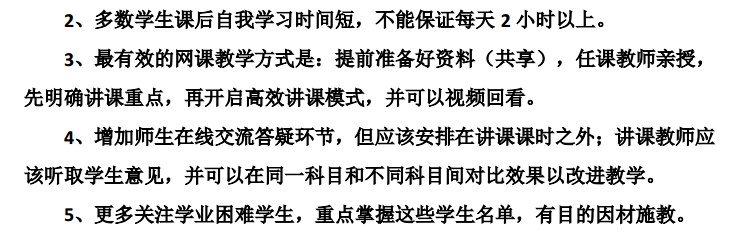 2、多数学生课后自我学习时间短，不能保证每天 2 小时以上。
3、最有效的网课教学方式是：提前准备好资料（共享），任课教师亲授，
先明确讲课重点，再开启高效讲课模式，并可以视频回看。
4、增加师生在线交流答疑环节，但应该安排在讲课课时之外；讲课教师应
该听取学生意见，并可以在同一科目和不同科目间对比效果以改进教学。
5、更多关注学业困难学生，重点掌握这些学生名单，有目的因材施教。